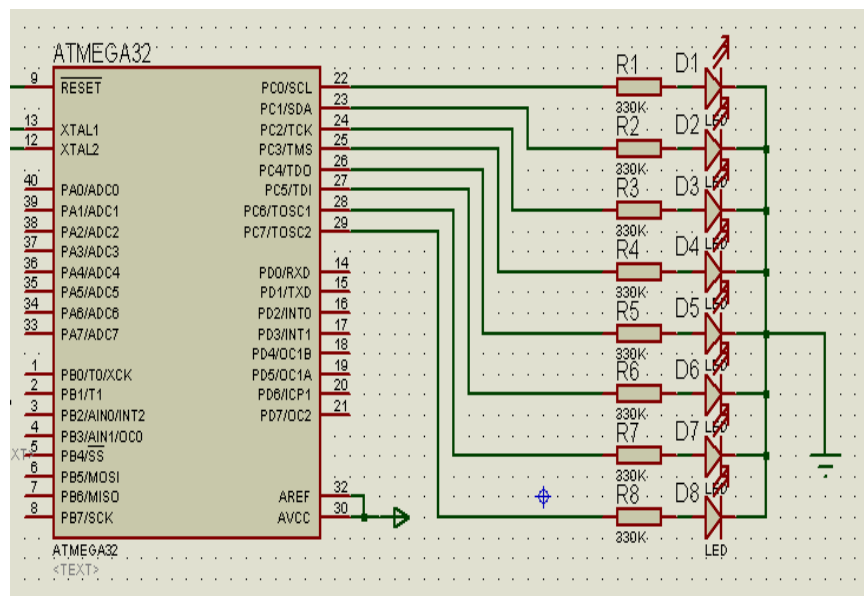 ATMEGA32
9 RESET PC0/SCL 22
PC1/SDA 23
13 XTAL1 PC2/TCK 24
12 XTAL2 PC3/TMS 25
PC4/TDO 26
40 PA0/ADC0 PC5/TDI 27
39 PA1/ADC1 PC6/TOSC1 28
38 PA2/ADC2 PC7/TOSC2 29
37 PA3/ADC3
36 PA4/ADC4 PD0/RXD 14
35 PA5/ADC5 PD1/TXD 15
34 PA6/ADC6 PD2/INT0 16
33 PA7/ADC7 PD3/INT1 17
PD4/OC1B 18
1 PB0/T0/XCK PD5/OC1A 19
2 PB1/T1 PD6/ICP1 20
3 PB2/AIN0/INT2 PD7/OC2 21
4 PB3/AIN1/OC0
5 PB4/SS
6 PB5/MOSI
7 PB6/MISO AREF 32
8 PB7/SCK AVCC 30
ATMEGA32
<TEXT>
R1 D1
330K LED
R2 D2
330K LED
R3 D3
330K LED
R4 D4
330K LED
R5 D5
330K LED
R6 D6
330K LED
R7 D7
330K LED
R8 D8
330K LED